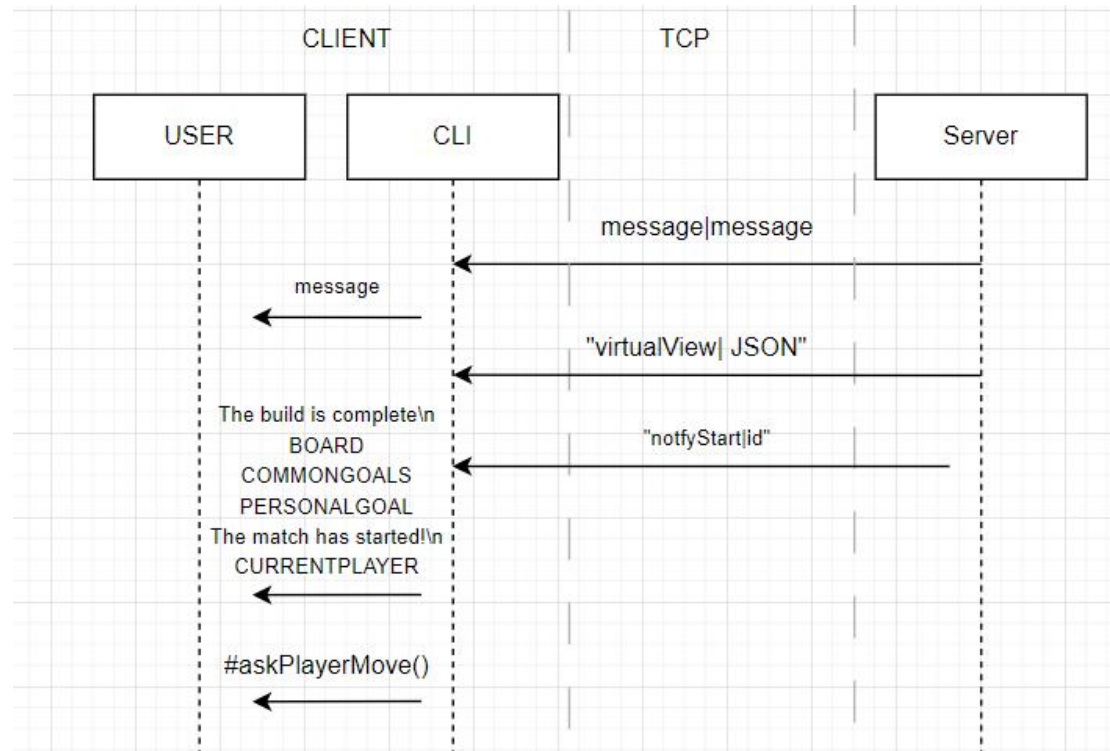 CLIENT
TCP
USER
CLI
Server
message|message
message
"virtualView| JSON"
The build is complete\n
BOARD
COMMONGOALS
PERSONALGOAL
The match has started!\n
CURRENTPLAYER
"notfyStart|id"
#askPlayerMove()